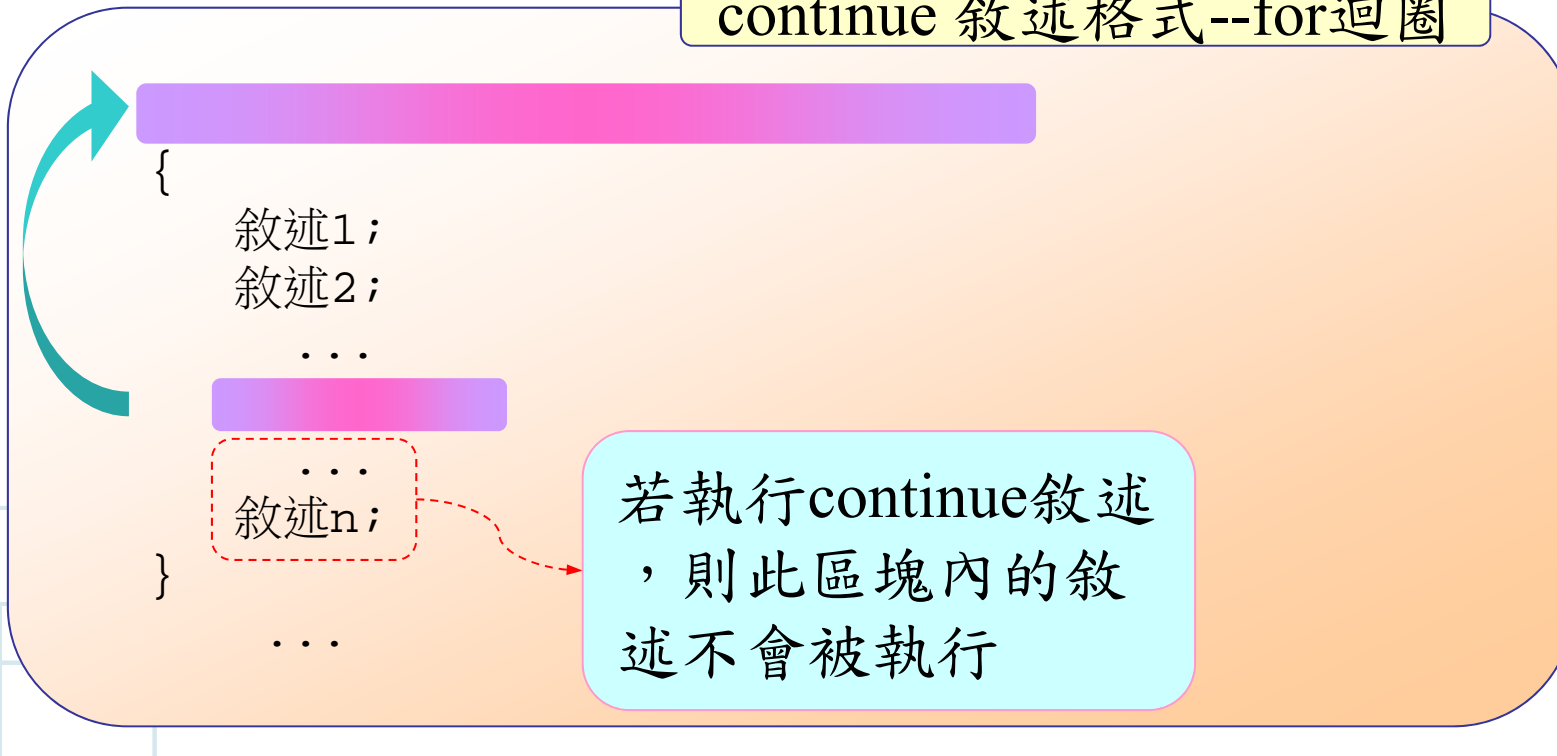 continue 敘述格式--for迴圈
{
敘述1;
敘述2;
...
...
敘述n;
}
...
若執行continue敘述
，則此區塊內的敘
述不會被執行